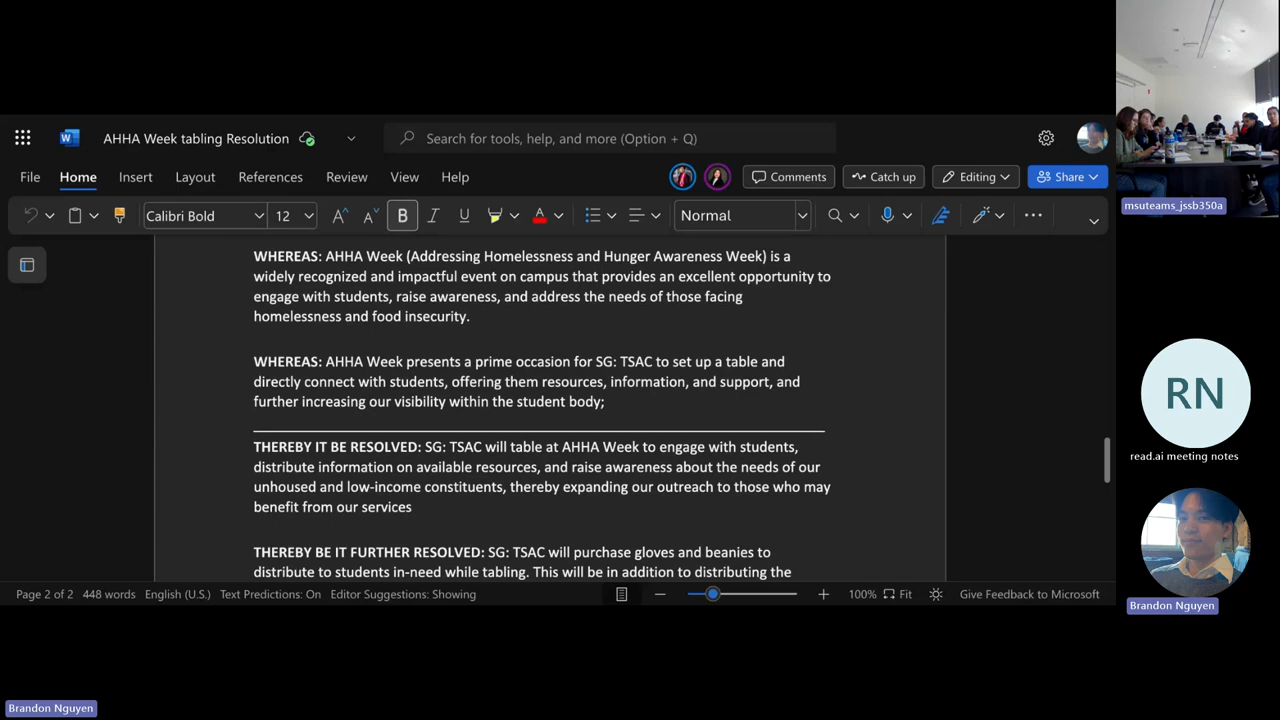 AHHA Week tabling Resolution
Search for tools, help, and more (Option + Q)
File Home Insert Layout References Review View Help
Comments Catch up Editing Share
Calibri Bold 12 B I U A Normal
WHEREAS: AHHA Week (Addressing Homelessness and Hunger Awareness Week) is a
widely recognized and impactful event on campus that provides an excellent opportunity to
engage with students, raise awareness, and address the needs of those facing
homelessness and food insecurity.
WHEREAS: AHHA Week presents a prime occasion for SG: TSAC to set up a table and
directly connect with students, offering them resources, information, and support, and
further increasing our visibility within the student body;
THEREBY IT BE RESOLVED: SG: TSAC will table at AHHA Week to engage with students,
distribute information on available resources, and raise awareness about the needs of our
unhoused and low-income constituents, thereby expanding our outreach to those who may
benefit from our services
THEREBY BE IT FURTHER RESOLVED: SG: TSAC will purchase gloves and beanies to
distribute to students in-need while tabling. This will be in addition to distributing the
Page 2 of 2 448 words English (U.S.) Text Predictions: On Editor Suggestions: Showing 100% Fit Give Feedback to Microsoft
msuteams_jssb350a
RN
read.ai meeting notes
Brandon Nguyen
Brandon Nguyen